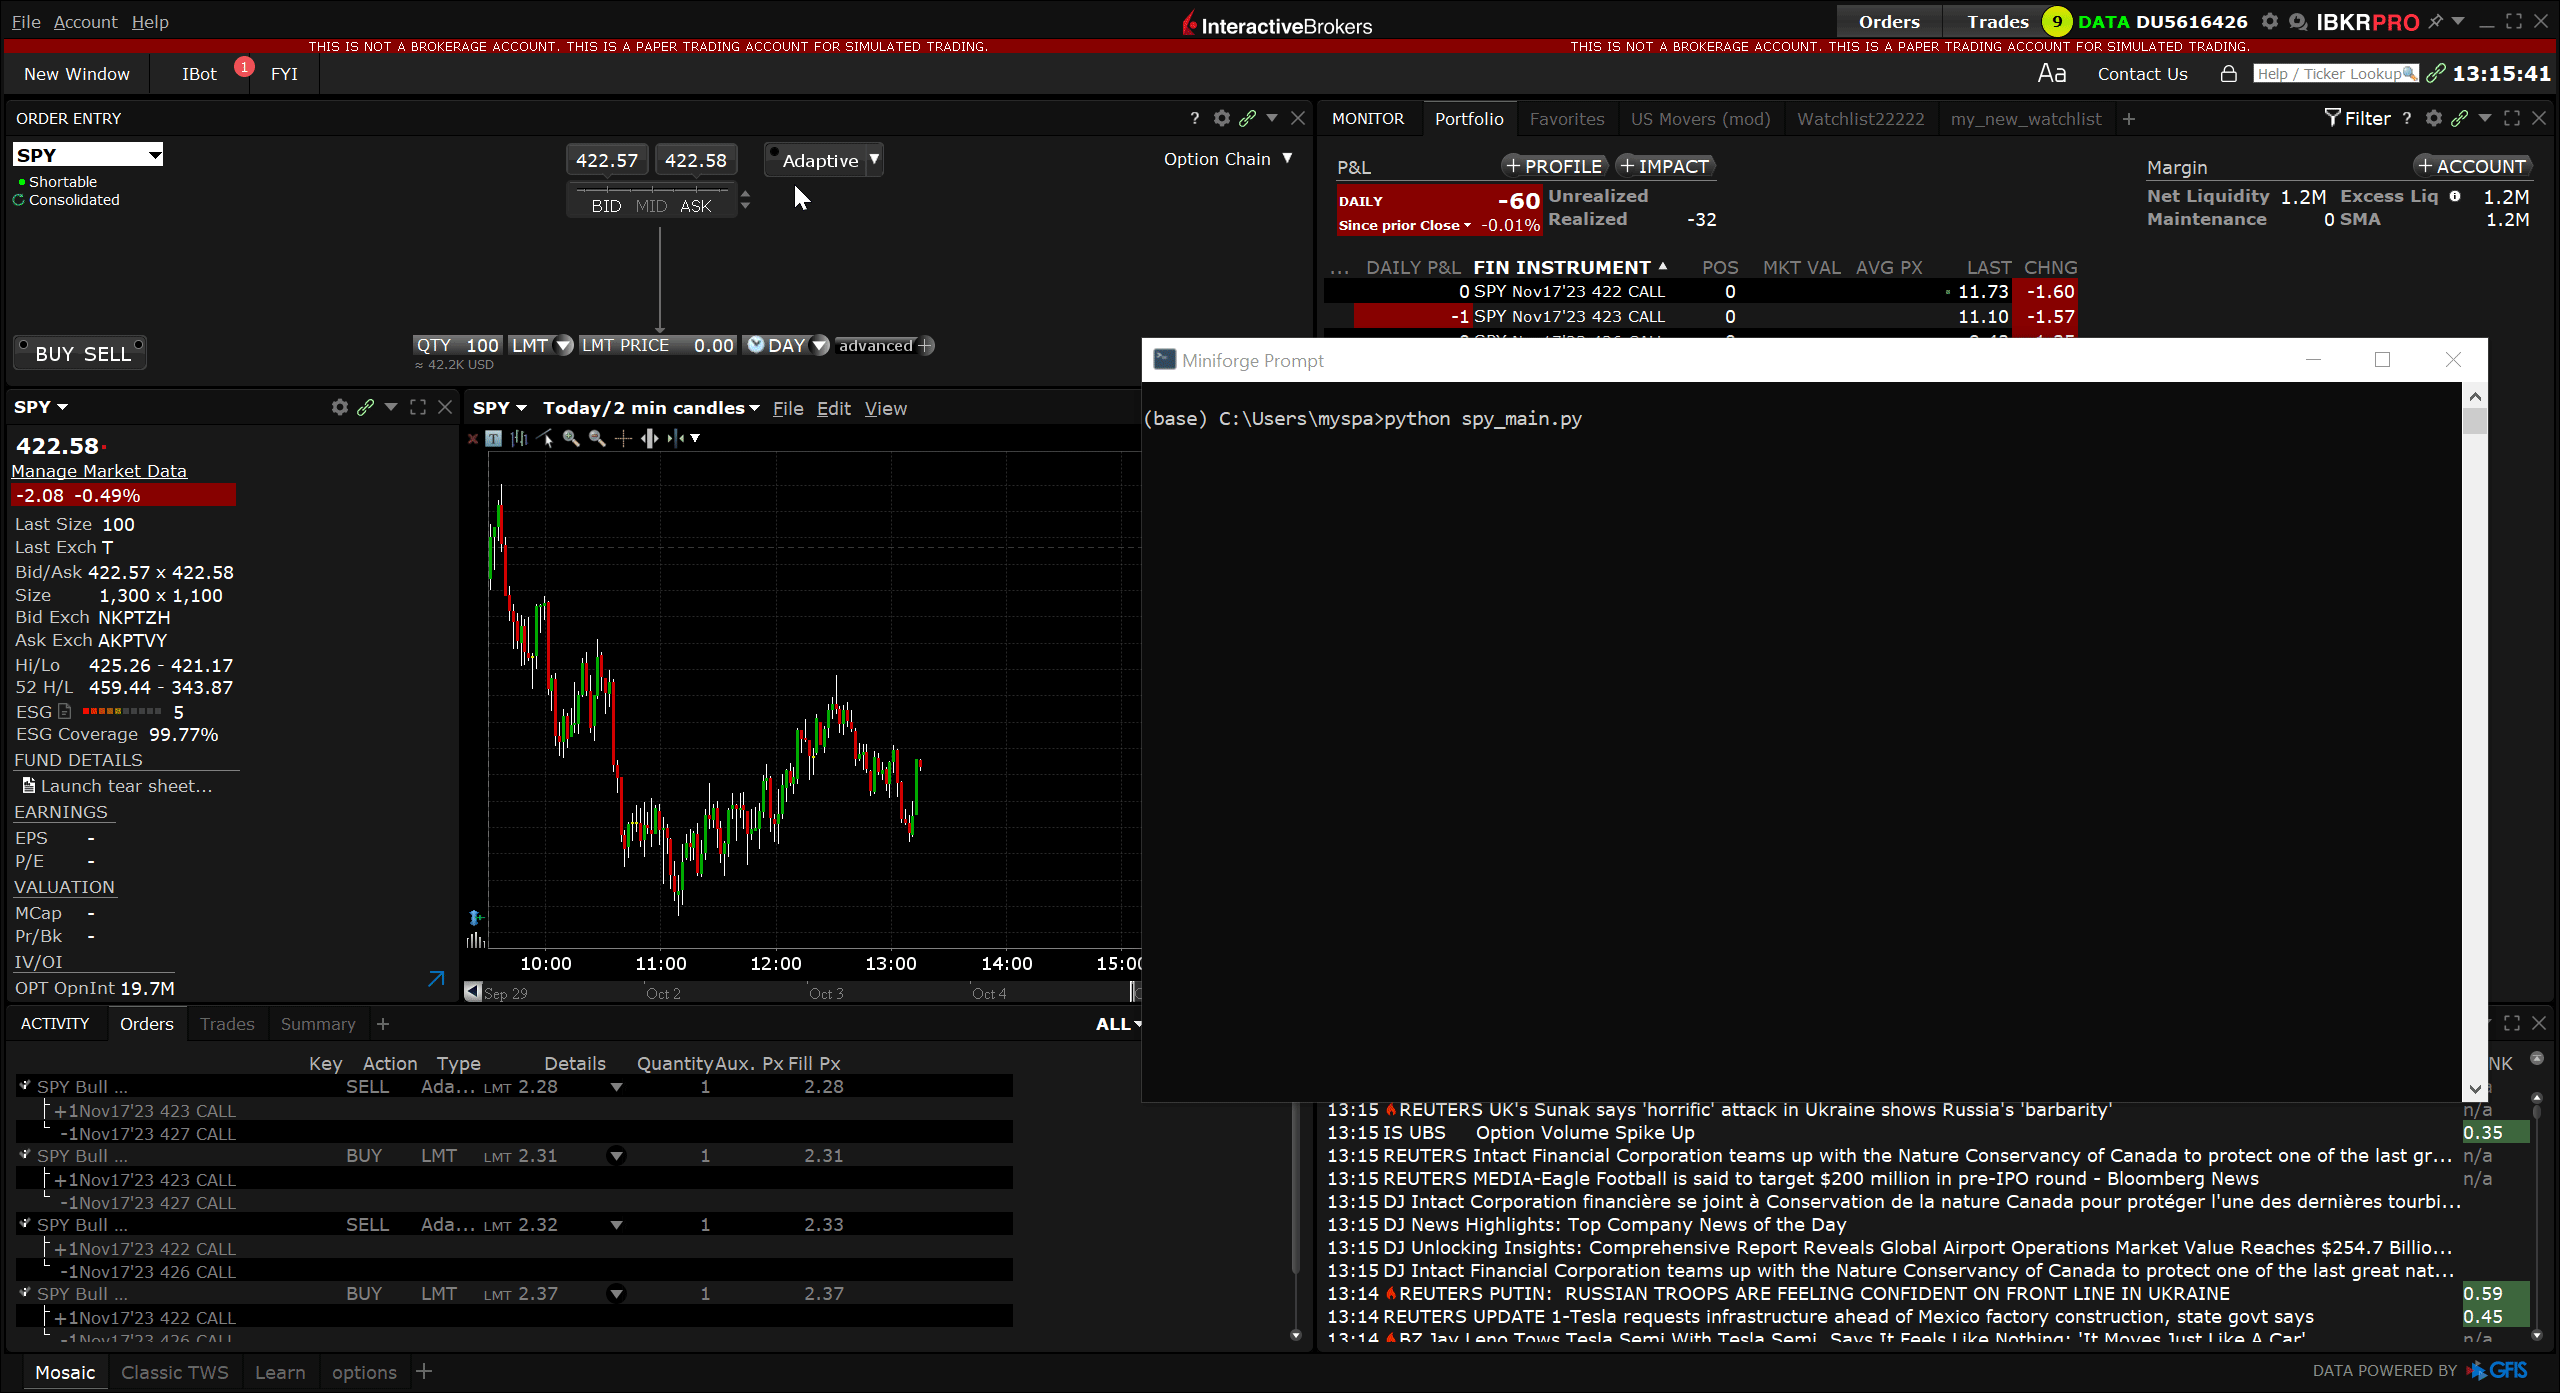 File Account Help
InteractiveBrokers
Orders Trades 9 DATA DU5616426 IBKRPRO
THIS IS NOT A BROKERAGE ACCOUNT. THIS IS A PAPER TRADING ACCOUNT FOR SIMULATED TRADING.
THIS IS NOT A BROKERAGE ACCOUNT. THIS IS A PAPER TRADING ACCOUNT FOR SIMULATED TRADING.
New Window IBot 1 FYI
Aa Contact Us Help / Ticker Lookup 13:15:41
ORDER ENTRY ?
SPY
Shortable
Consolidated
422.57 422.58 Adaptive
BID MID ASK
Option Chain
BUY SELL
QTY 100 LMT LMT PRICE 0.00 DAY advanced +
≈ 42.2K USD
MONITOR Portfolio Favorites US Movers (mod) Watchlist22222 my_new_watchlist + Filter ?
P&L + PROFILE + IMPACT
DAILY -60 Unrealized
Since prior Close -0.01% Realized -32
Margin + ACCOUNT
Net Liquidity 1.2M Excess Liq 1.2M
Maintenance 0 SMA 1.2M
... DAILY P&L FIN INSTRUMENT POS MKT VAL AVG PX LAST CHNG
0 SPY Nov17'23 422 CALL 0 11.73 -1.60
-1 SPY Nov17'23 423 CALL 0 11.10 -1.57
Miniforge Prompt
(base) C:\Users\myspa>python spy_main.py
SPY
422.58
Manage Market Data
-2.08 -0.49%
Last Size 100
Last Exch T
Bid/Ask 422.57 x 422.58
Size 1,300 x 1,100
Bid Exch NKPTZH
Ask Exch AKPTVY
Hi/Lo 425.26 - 421.17
52 H/L 459.44 - 343.87
ESG 5
ESG Coverage 99.77%
FUND DETAILS
Launch tear sheet...
EARNINGS
EPS -
P/E -
VALUATION
MCap -
Pr/Bk -
IV/OI
OPT OpnInt 19.7M
SPY Today/2 min candles File Edit View
10:00 11:00 12:00 13:00 14:00
Sep 29 Oct 2 Oct 3 Oct 4
ACTIVITY Orders Trades Summary + ALL
Key Action Type Details Quantity Aux. Px Fill Px
SPY Bull ... SELL Ada... LMT 2.28 1 2.28
+1 Nov17'23 423 CALL
-1 Nov17'23 427 CALL
SPY Bull ... BUY LMT LMT 2.31 1 2.31
+1 Nov17'23 423 CALL
-1 Nov17'23 427 CALL
SPY Bull ... SELL Ada... LMT 2.32 1 2.33
+1 Nov17'23 422 CALL
-1 Nov17'23 426 CALL
SPY Bull ... BUY LMT LMT 2.37 1 2.37
+1 Nov17'23 422 CALL
-1 Nov17'23 426 CALL
NK
13:15 REUTERS UK's Sunak says 'horrific' attack in Ukraine shows Russia's 'barbarity' n/a
13:15 IS UBS Option Volume Spike Up 0.35
13:15 REUTERS Intact Financial Corporation teams up with the Nature Conservancy of Canada to protect one of the last gr... n/a
13:15 REUTERS MEDIA-Eagle Football is said to target $200 million in pre-IPO round - Bloomberg News n/a
13:15 DJ Intact Corporation financière se joint à Conservation de la nature Canada pour protéger l'une des dernières tourbi...
13:15 DJ News Highlights: Top Company News of the Day
13:15 DJ Unlocking Insights: Comprehensive Report Reveals Global Airport Operations Market Value Reaches $254.7 Billio...
13:15 DJ Intact Financial Corporation teams up with the Nature Conservancy of Canada to protect one of the last great nat...
13:14 REUTERS PUTIN: RUSSIAN TROOPS ARE FEELING CONFIDENT ON FRONT LINE IN UKRAINE 0.59
13:14 REUTERS UPDATE 1-Tesla requests infrastructure ahead of Mexico factory construction, state govt says 0.45
13:14 BZ Jay Leno Tows Tesla Semi With Tesla Semi, Says It Feels Like Nothing: 'It Moves Just Like A Car' n/a
Mosaic Classic TWS Learn options +
DATA POWERED BY GFIS